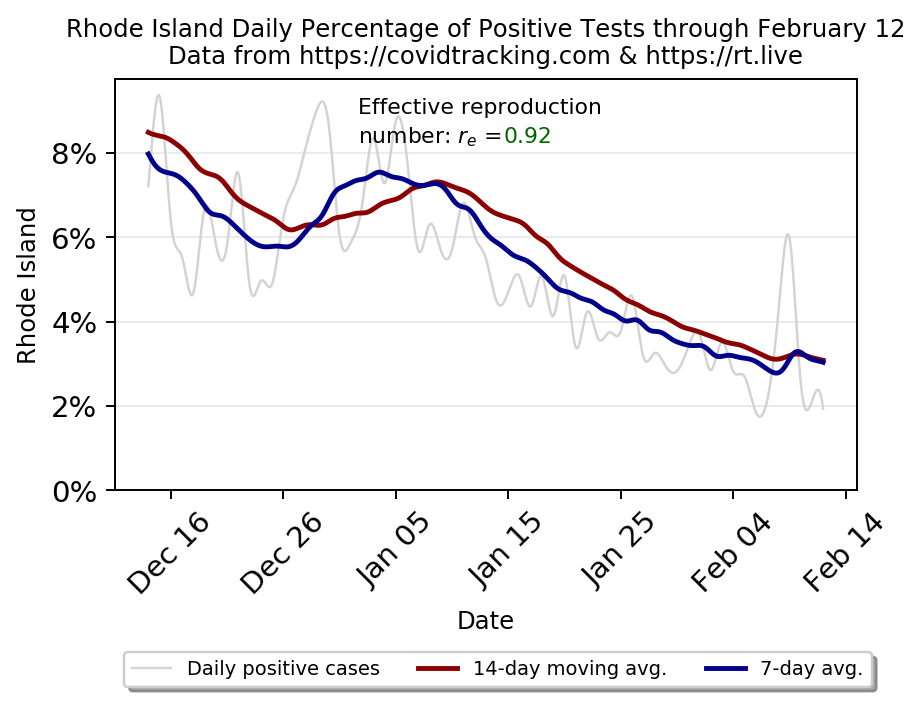 Rhode Island Daily Percentage of Positive Tests through February 12
Data from https://covidtracking.com & https://rt.live
Effective reproduction
number: re =0.92
8%
6%
4%
2%
0%
Rhode Island
Dec 16
Dec 26
Jan 05
Jan 15
Jan 25
Feb 04
Feb 14
Date
Daily positive cases
14-day moving avg.
7-day avg.